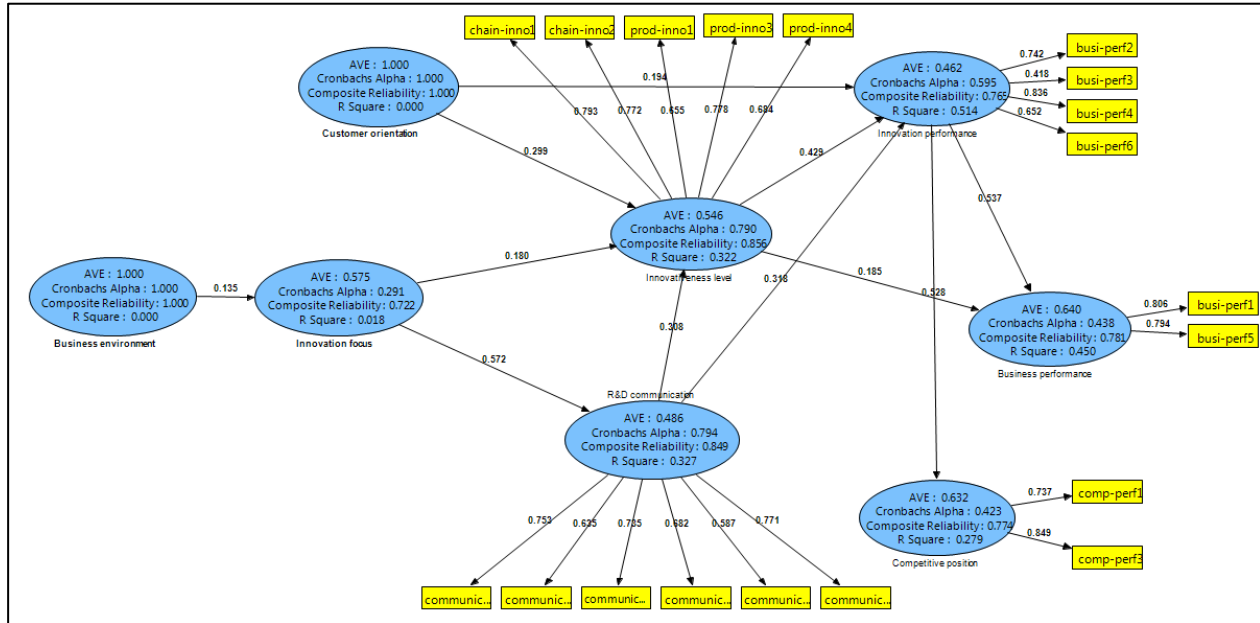 chain-inno1
chain-inno2
prod-inno1
prod-inno3
prod-inno4
AVE : 1.000
Cronbachs Alpha : 1.000
Composite Reliability: 1.000
R Square : 0.000
Customer orientation
0.194
0.299
0.793
0.772
0.655
0.778
0.684
AVE : 0.462
Cronbachs Alpha : 0.595
Composite Reliability: 0.765
R Square : 0.514
Innovation performance
0.742
0.418
0.836
0.652
busi-perf2
busi-perf3
busi-perf4
busi-perf6
0.429
0.537
AVE : 0.546
Cronbachs Alpha : 0.790
Composite Reliability: 0.856
R Square : 0.322
Innovativeness level
0.180
0.318
0.185
0.528
0.308
AVE : 1.000
Cronbachs Alpha : 1.000
Composite Reliability: 1.000
R Square : 0.000
Business environment
0.135
AVE : 0.575
Cronbachs Alpha : 0.291
Composite Reliability: 0.722
R Square : 0.018
Innovation focus
0.572
AVE : 0.640
Cronbachs Alpha : 0.438
Composite Reliability: 0.781
R Square : 0.450
Business performance
0.806
0.794
busi-perf1
busi-perf5
R&D communication
AVE : 0.486
Cronbachs Alpha : 0.794
Composite Reliability: 0.849
R Square : 0.327
AVE : 0.632
Cronbachs Alpha : 0.423
Composite Reliability: 0.774
R Square : 0.279
Competitive position
0.737
0.849
comp-perf1
comp-perf3
0.735
0.682
0.587
0.771
communic...
communic...
communic...
communic...
communic...
communic...